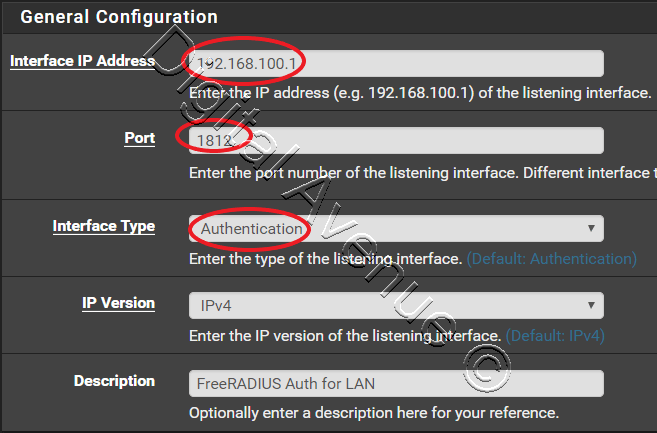 General Configuration
Interface IP Address
192.168.100.1
Enter the IP address (e.g. 192.168.100.1) of the listening interface.
Port
1812
Enter the port number of the listening interface. Different interface t
Interface Type
Authentication
Enter the type of the listening interface. (Default: Authentication)
IP Version
IPv4
Enter the IP version of the listening interface. (Default: IPv4)
Description
FreeRADIUS Auth for LAN
Optionally enter a description here for your reference.
Digital Avenue ©